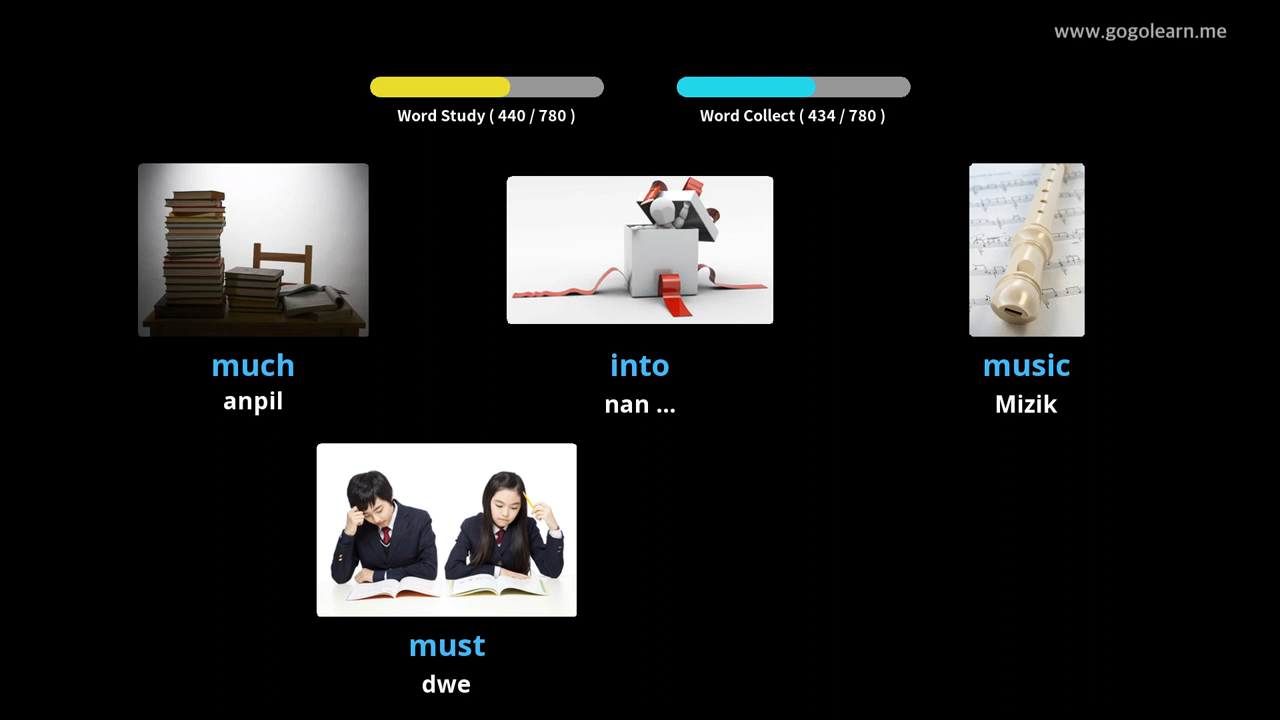 www.gogolearn.me
Word Study ( 440 / 780 )
Word Collect ( 434 / 780 )
much
anpil
into
nan ...
music
Mizik
must
dwe